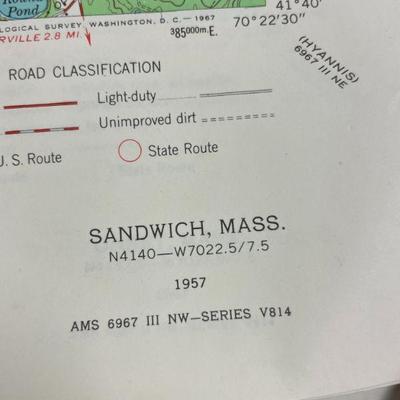 Pond
LOGICAL SURVEY, WASHINGTON, D. C.—1967
RVILLE 2.8 MI.
385000m.E.
41°40′
70°22′30″
(HYANNIS)
6967 III NE
ROAD CLASSIFICATION
Light-duty
Unimproved dirt
U. S. Route
State Route
SANDWICH, MASS.
N4140—W7022.5/7.5
1957
AMS 6967 III NW—SERIES V814